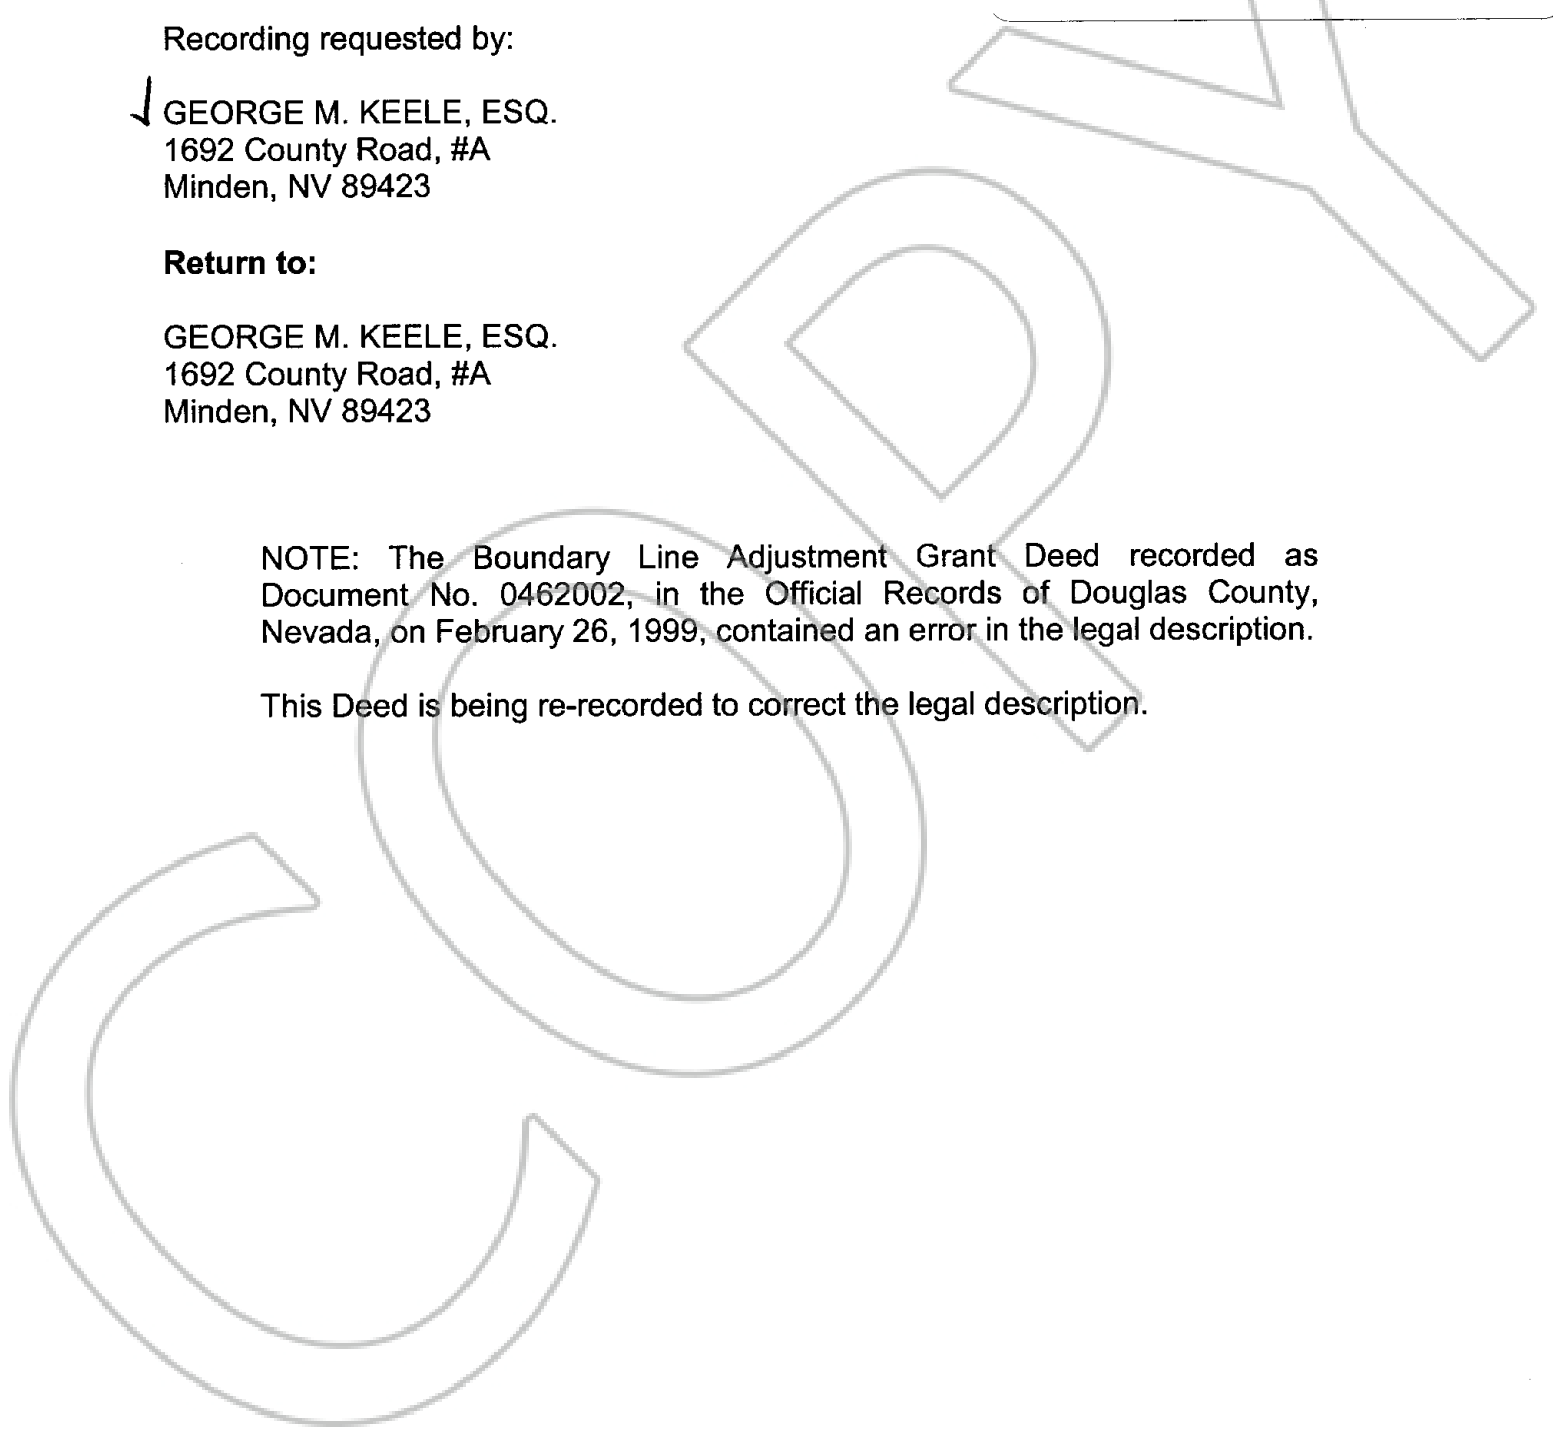 Recording requested by:
GEORGE M. KEELE, ESQ.
1692 County Road, #A
Minden, NV 89423
Return to:
GEORGE M. KEELE, ESQ.
1692 County Road, #A
Minden, NV 89423
NOTE: The Boundary Line Adjustment Grant Deed recorded as
Document No. 0462002, in the Official Records of Douglas County,
Nevada, on February 26, 1999, contained an error in the legal description.
This Deed is being re-recorded to correct the legal description.
COPY